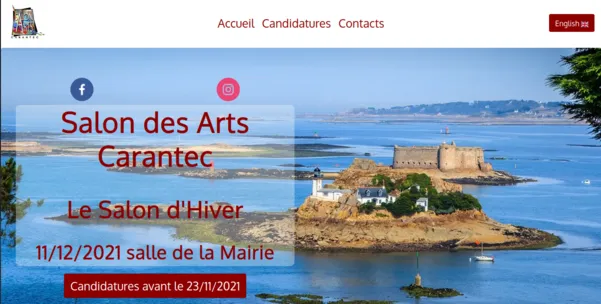 CARANTEC
Accueil Candidatures Contacts
English
Salon des Arts
Carantec
Le Salon d'Hiver
11/12/2021 salle de la Mairie
Candidatures avant le 23/11/2021